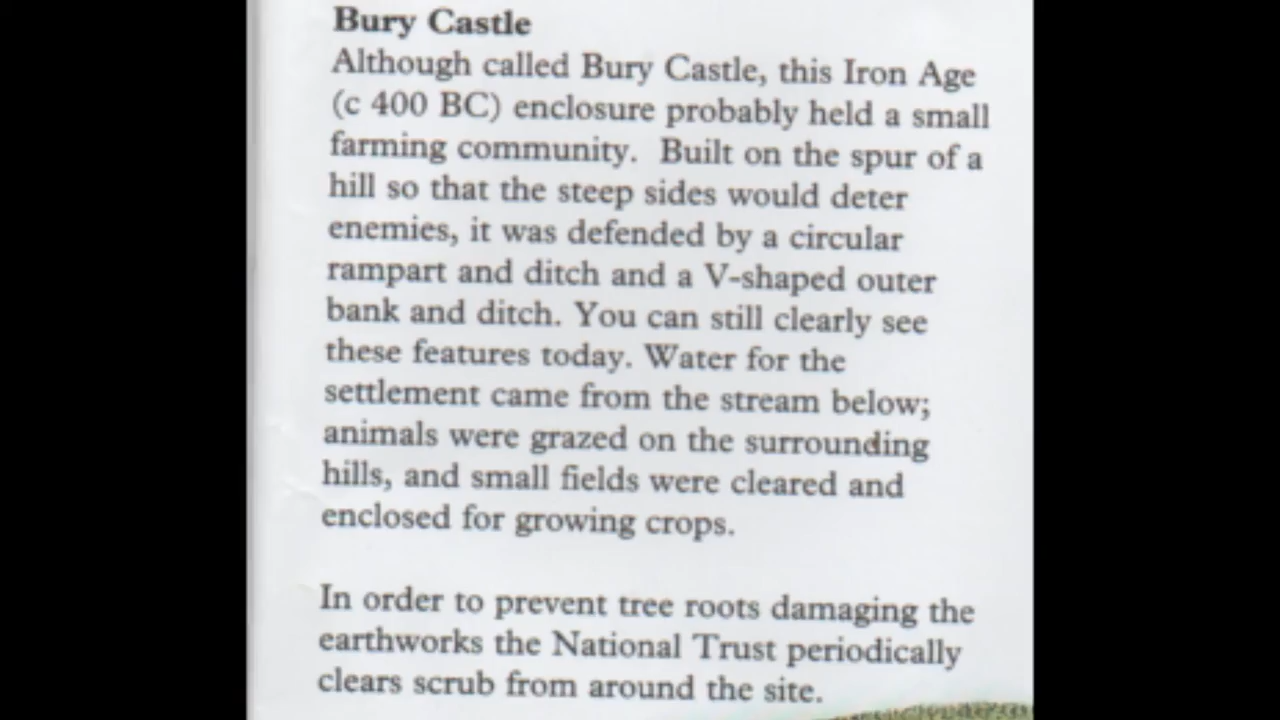 Bury Castle
Although called Bury Castle, this Iron Age
(c 400 BC) enclosure probably held a small
farming community. Built on the spur of a
hill so that the steep sides would deter
enemies, it was defended by a circular
rampart and ditch and a V-shaped outer
bank and ditch. You can still clearly see
these features today. Water for the
settlement came from the stream below;
animals were grazed on the surrounding
hills, and small fields were cleared and
enclosed for growing crops.

In order to prevent tree roots damaging the
earthworks the National Trust periodically
clears scrub from around the site.